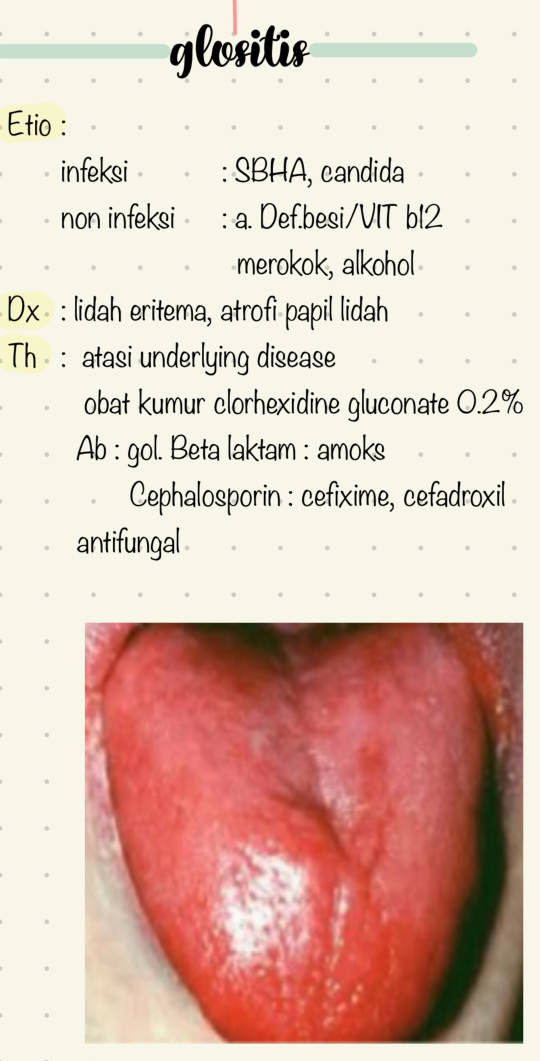 glositis
Etio :
infeksi : SBHA, candida
non infeksi : a. Def.besi/VIT b12
merokok, alkohol
Dx : lidah eritema, atrofi papil lidah
Th : atasi underlying disease
obat kumur clorhexidine gluconate 0.2%
Ab : gol. Beta laktam : amoks
Cephalosporin : cefixime, cefadroxil
antifungal